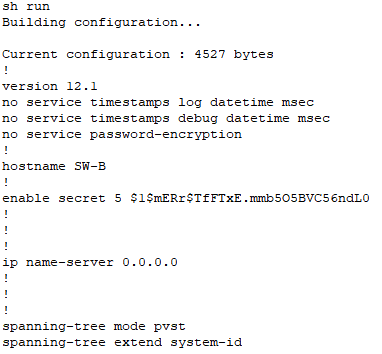 sh run
Building configuration...
Current configuration : 4527 bytes
!
version 12.1
no service timestamps log datetime msec
no service timestamps debug datetime msec
no service password-encryption
!
hostname SW-B
!
enable secret 5 $1$mERr$TfFTxE.mmb5O5BVC56ndL0
!
!
!
ip name-server 0.0.0.0
!
!
!
spanning-tree mode pvst
spanning-tree extend system-id